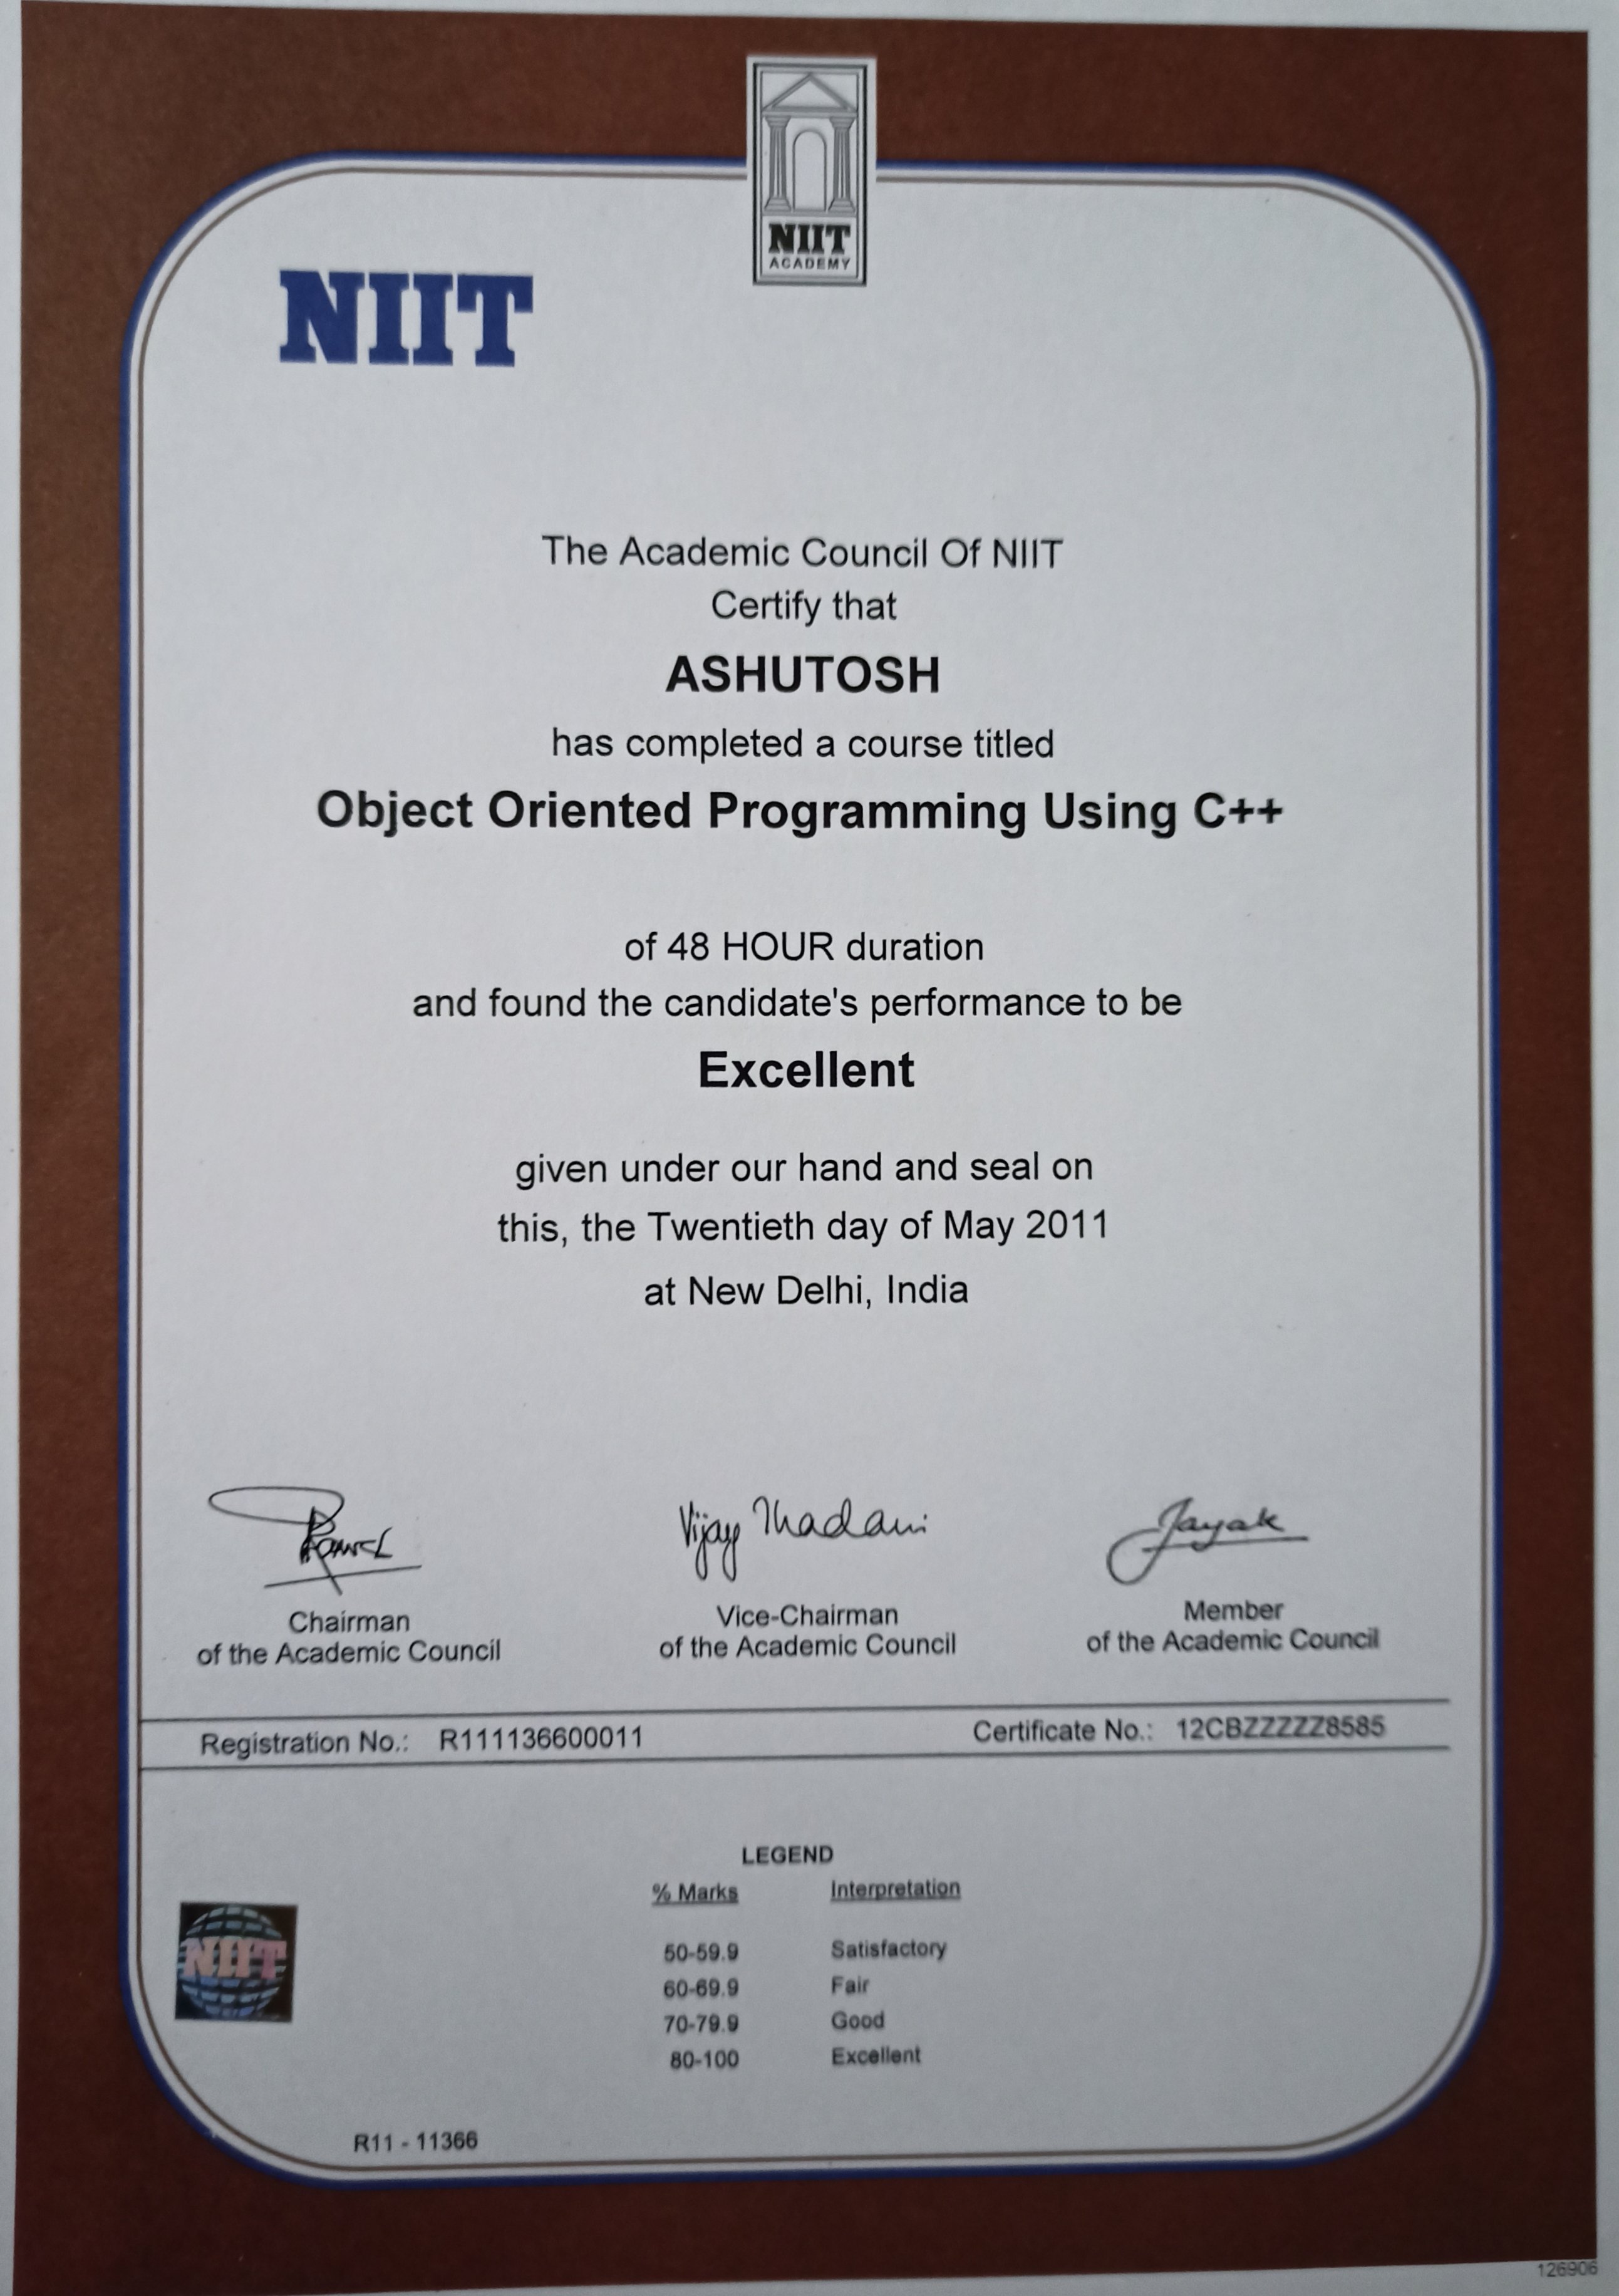 NIIT
ACADEMY
NIIT
The Academic Council Of NIIT
Certify that
ASHUTOSH
has completed a course titled
Object Oriented Programming Using C++
of 48 HOUR duration
and found the candidate's performance to be
Excellent
given under our hand and seal on
this, the Twentieth day of May 2011
at New Delhi, India
Vijay Thadani
Jayak
Chairman
of the Academic Council
Vice-Chairman
of the Academic Council
Member
of the Academic Council
Registration No.: R111136600011 Certificate No.: 12CBZZZZZ8585
LEGEND
% Marks Interpretation
50-59.9 Satisfactory
60-69.9 Fair
70-79.9 Good
80-100 Excellent
NIIT
R11 - 11366
126906